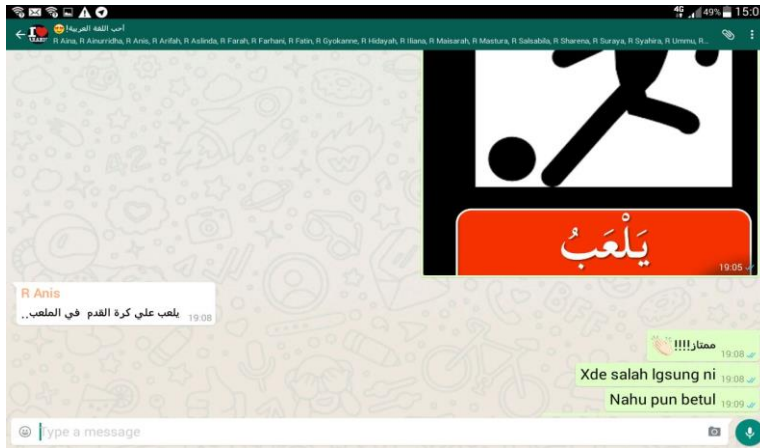 4G 49% 15:0
أحب اللغة العربية!
R Aina, R Ainurridha, R Anis, R Arifah, R Aslinda, R Farah, R Farhani, R Fatin, R Gyokanne, R Hidayah, R Iliana, R Maisarah, R Mastura, R Salsabila, R Sharena, R Suraya, R Syahira, R Ummu, R...
يَلْعَبُ
19:05
R Anis
يلعب علي كرة القدم في الملعب..
19:08
ممتاز!!!!
19:08
Xde salah lgsung ni 19:08
Nahu pun betul 19:09
Type a message